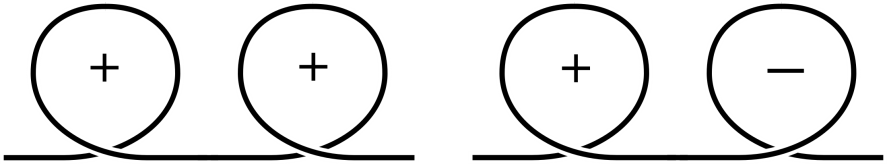 + + + −